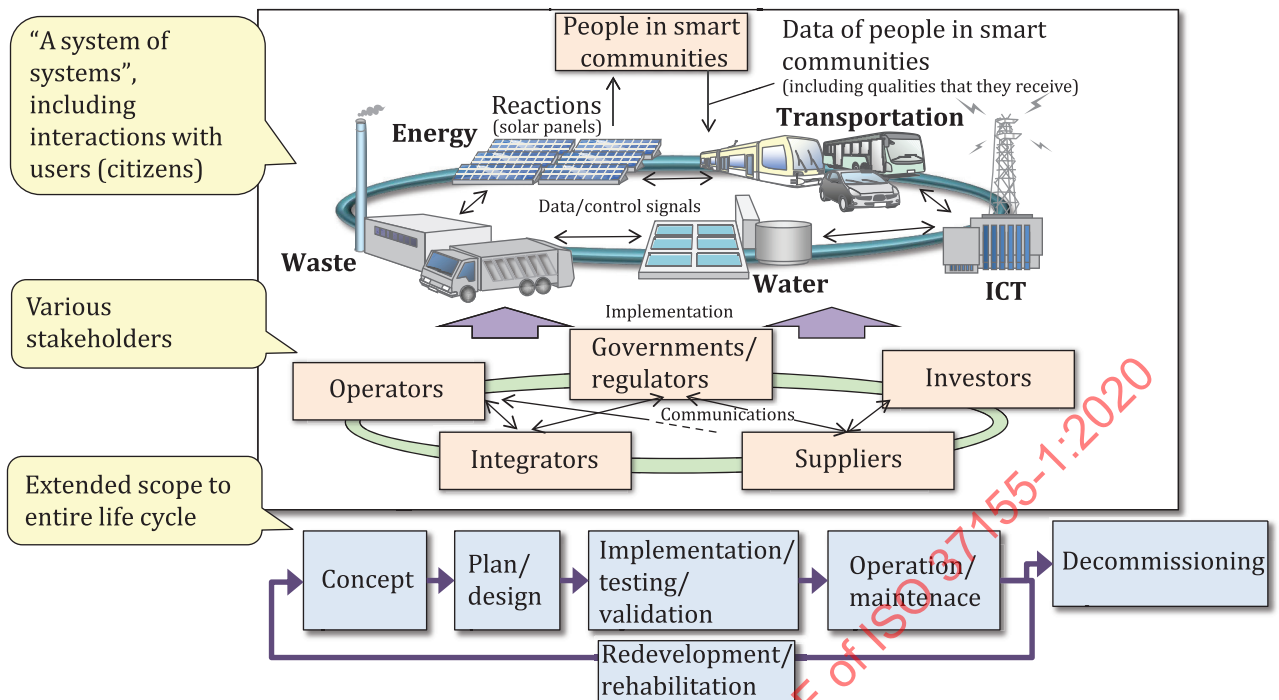 “A system of
systems”,
including
interactions with
users (citizens)
People in smart
communities
Data of people in smart
communities
(including qualities that they receive)
Reactions
(solar panels)
Energy
Transportation
Data/control signals
Waste
Water
ICT
Various
stakeholders
Implementation
Governments/
regulators
Operators
Investors
Communications
Integrators
Suppliers
Extended scope to
entire life cycle
Concept
Plan/
design
Implementation/
testing/
validation
Operation/
maintenace
Decommissioning
Redevelopment/
rehabilitation
of ISO 37155-1:2020